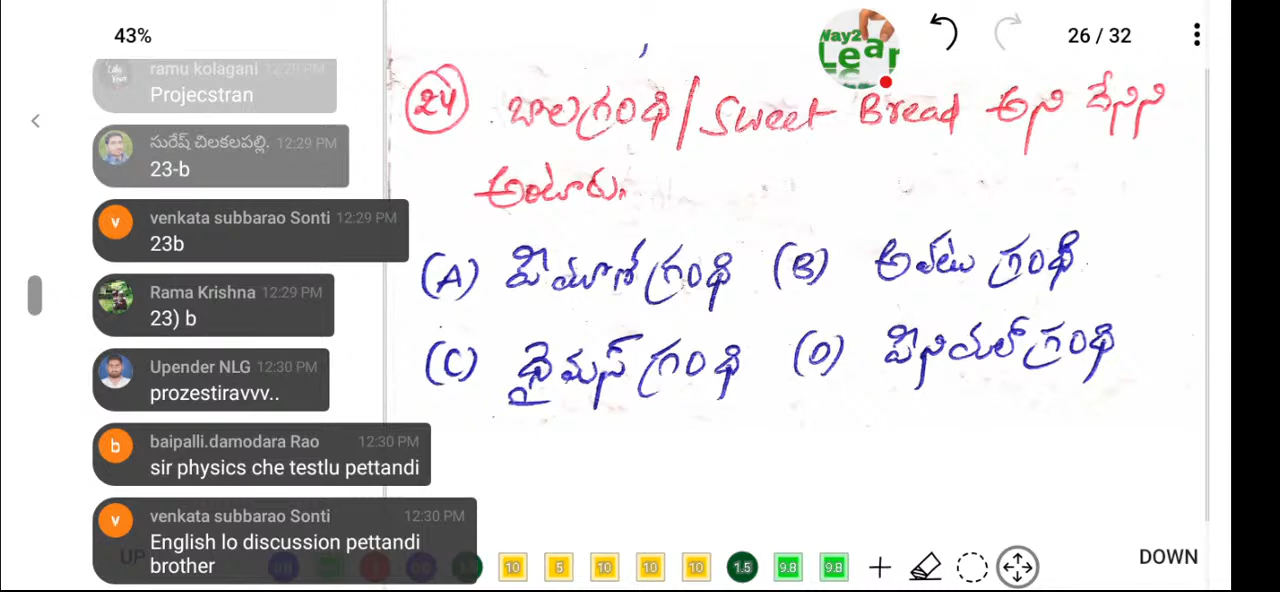 43%
Way2
Lear
26 / 32
ramu kolagani 12:29 PM
Projecstran
సురేష్ చిలకలపల్లి. 12:29 PM
23-b
venkata subbarao Sonti 12:29 PM
23b
Rama Krishna 12:29 PM
23) b
Upender NLG 12:30 PM
prozestiravvv..
baipalli.damodara Rao 12:30 PM
sir physics che testlu pettandi
venkata subbarao Sonti 12:30 PM
English lo discussion pettandi
brother
24 బాలగ్రంథి / Sweet Bread అని దేనిని
అంటారు.
(A) పీయూష గ్రంథి (B) అవటు గ్రంథి
(C) థైమస్ గ్రంథి (D) పీనియల్ గ్రంథి
UP
10 5 10 10 10 1.5 9.8 9.8
DOWN